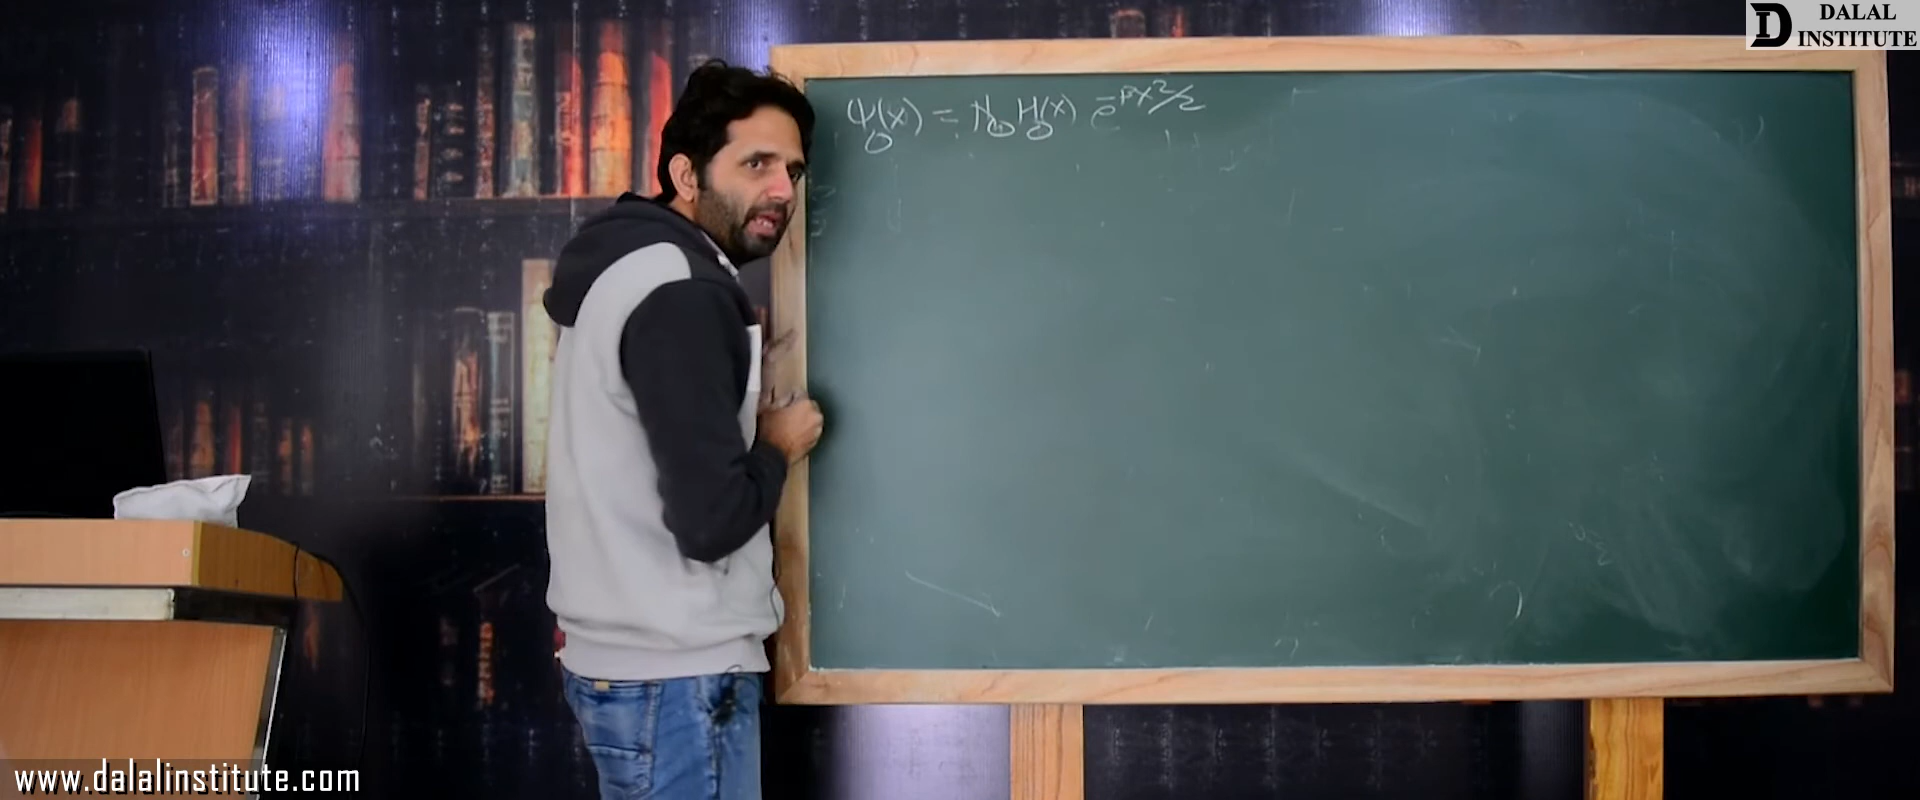 DALAL
INSTITUTE
ψ₀(x) = N₀ H₀(x) e^-βx²/2
www.dalalinstitute.com